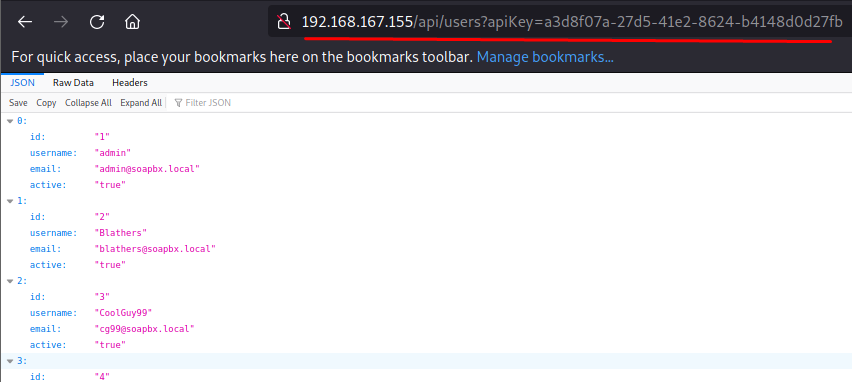 192.168.167.155/api/users?apiKey=a3d8f07a-27d5-41e2-8624-b4148d0d27fb
For quick access, place your bookmarks here on the bookmarks toolbar. Manage bookmarks...
JSON Raw Data Headers
Save Copy Collapse All Expand All Filter JSON
0:
id: "1"
username: "admin"
email: "admin@soapbx.local"
active: "true"
1:
id: "2"
username: "Blathers"
email: "blathers@soapbx.local"
active: "true"
2:
id: "3"
username: "CoolGuy99"
email: "cg99@soapbx.local"
active: "true"
3:
id: "4"